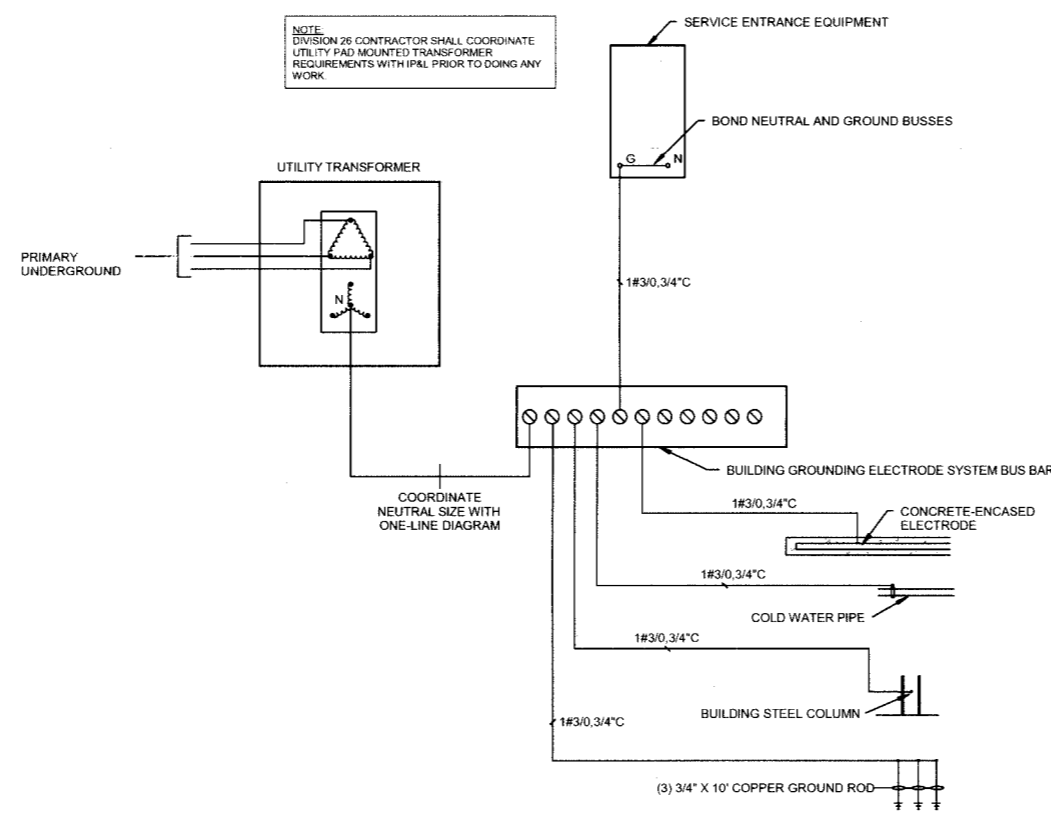 NOTE:
DIVISION 26 CONTRACTOR SHALL COORDINATE
UTILITY PAD MOUNTED TRANSFORMER
REQUIREMENTS WITH IP&L PRIOR TO DOING ANY
WORK.
SERVICE ENTRANCE EQUIPMENT
BOND NEUTRAL AND GROUND BUSSES
G N
UTILITY TRANSFORMER
PRIMARY
UNDERGROUND
N
1#3/0,3/4"C
BUILDING GROUNDING ELECTRODE SYSTEM BUS BAR
COORDINATE
NEUTRAL SIZE WITH
ONE-LINE DIAGRAM
1#3/0,3/4"C
CONCRETE-ENCASED
ELECTRODE
1#3/0,3/4"C
COLD WATER PIPE
1#3/0,3/4"C
BUILDING STEEL COLUMN
1#3/0,3/4"C
(3) 3/4" X 10' COPPER GROUND ROD